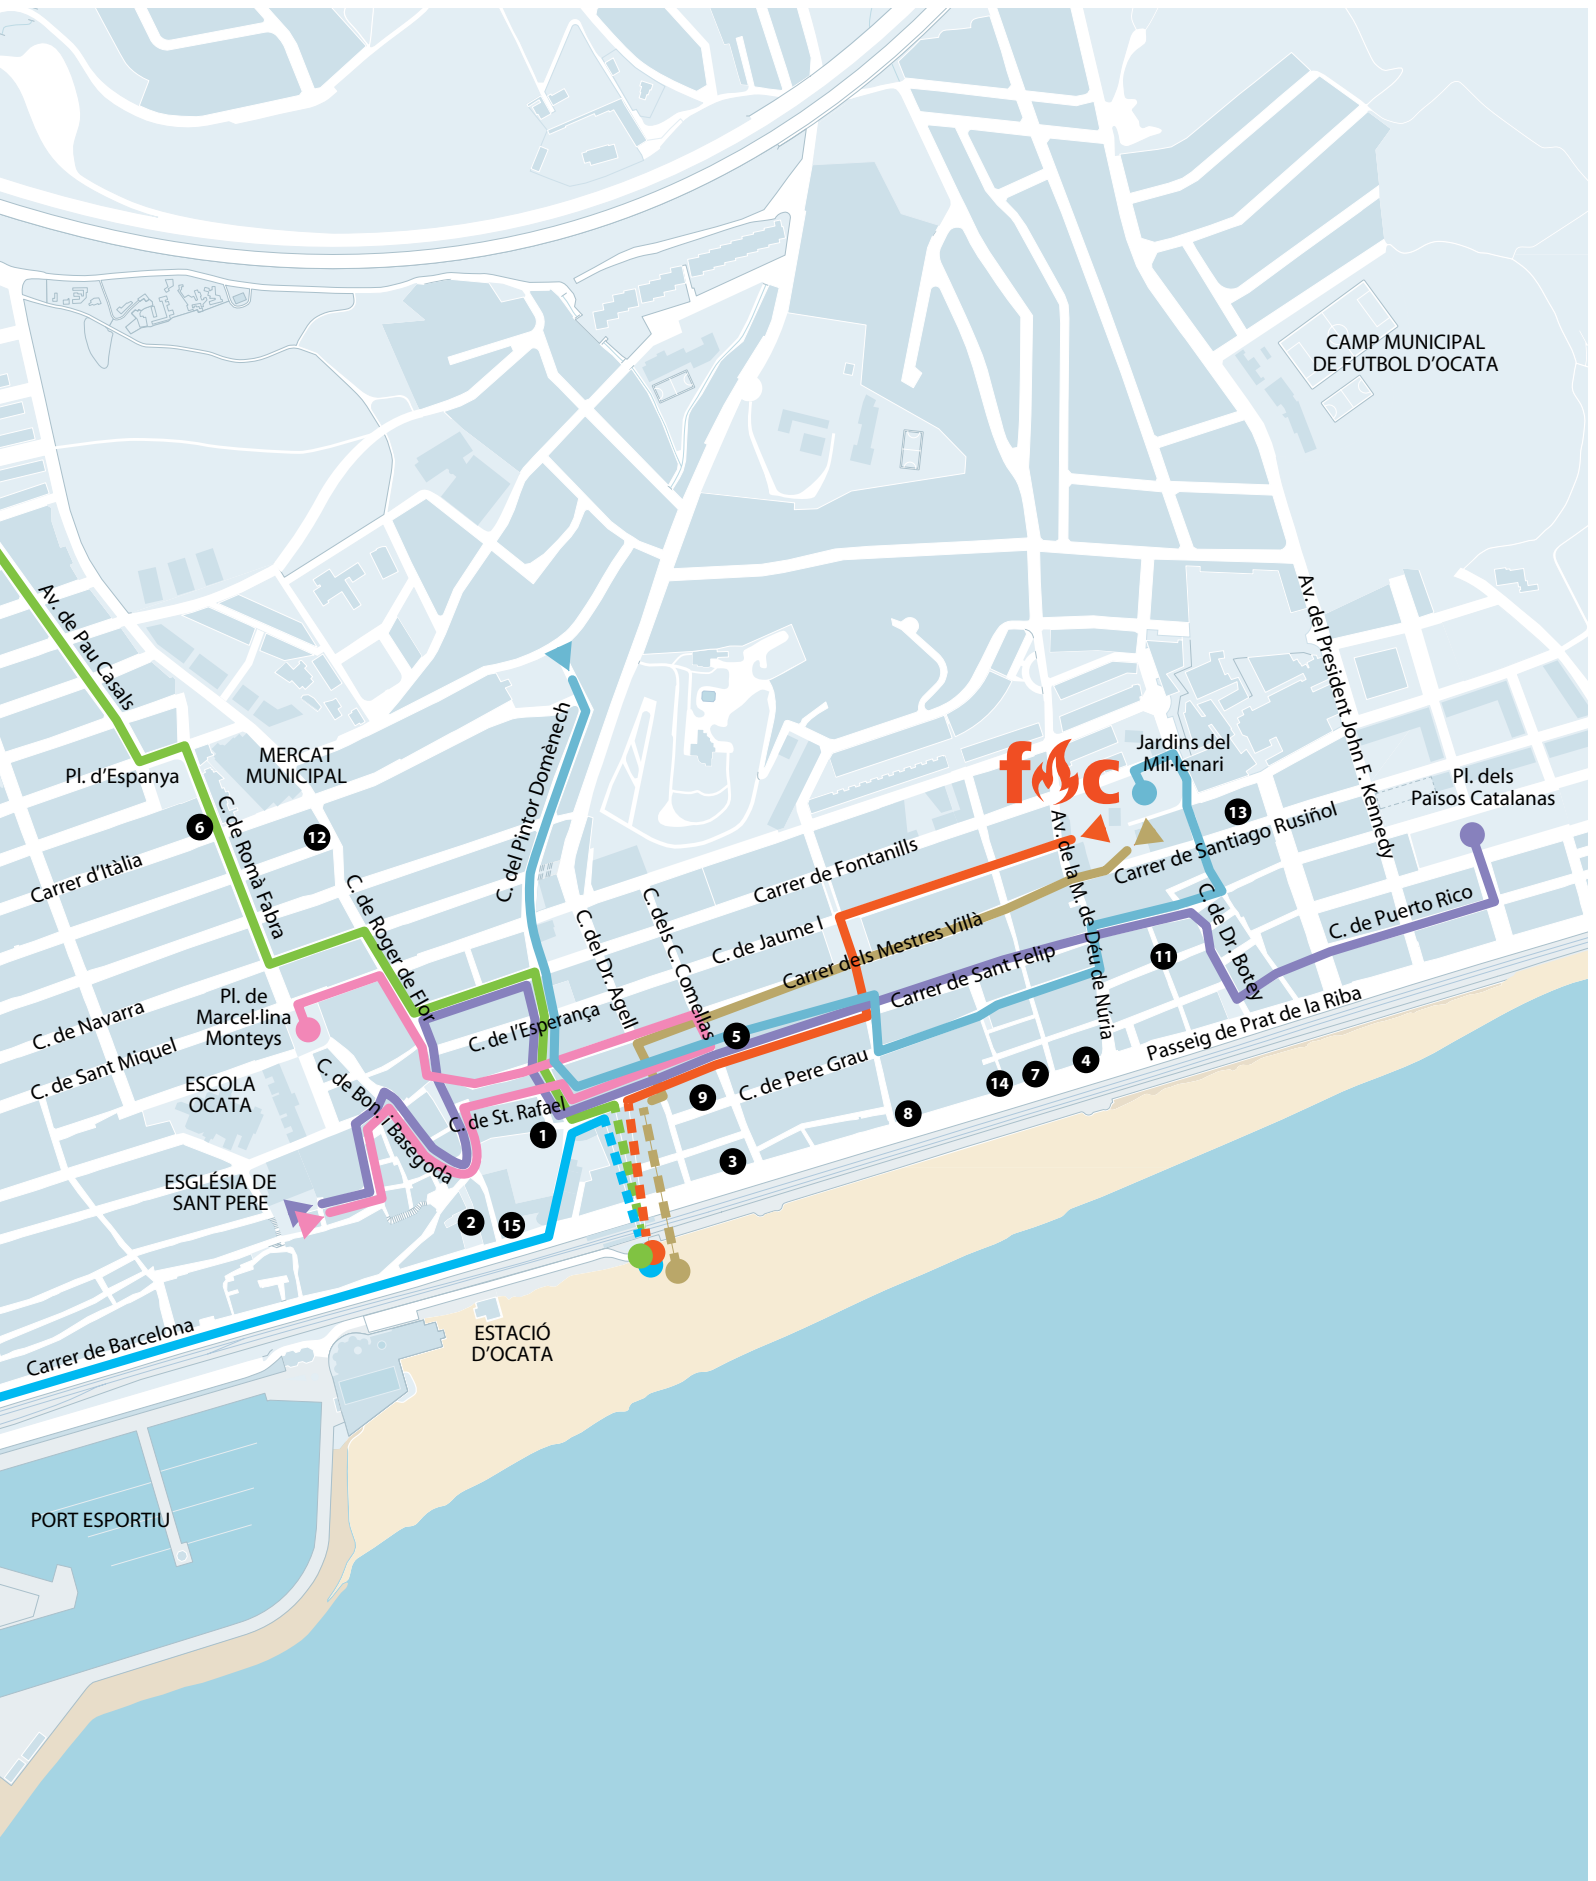 CAMP MUNICIPAL
DE FUTBOL D'OCATA
Av. de Pau Casals
Av. del President John F. Kennedy
C. del Pintor Domènech
MERCAT
MUNICIPAL
Pl. d'Espanya
foc
Jardins del
Mil·lenari
Pl. dels
Països Catalanas
6
12
13
C. de Romà Fabra
Carrer d'Itàlia
C. de Roger de Flor
Carrer de Fontanills
Av. de la M. de Déu de Núria
Carrer de Santiago Rusiñol
C. de Dr. Botey
C. de Puerto Rico
C. del Dr. Agell
C. dels C. Comellas
C. de Jaume I
Carrer dels Mestres Villà
Carrer de Sant Felip
11
C. de Navarra
Pl. de
Marcel·lina
Monteys
C. de l'Esperança
5
Passeig de Prat de la Riba
C. de Sant Miquel
C. de Pere Grau
4
7
14
ESCOLA
OCATA
C. de Bon. i Basegoda
C. de St. Rafael
9
8
1
3
ESGLÉSIA DE
SANT PERE
2
15
Carrer de Barcelona
ESTACIÓ
D'OCATA
PORT ESPORTIU